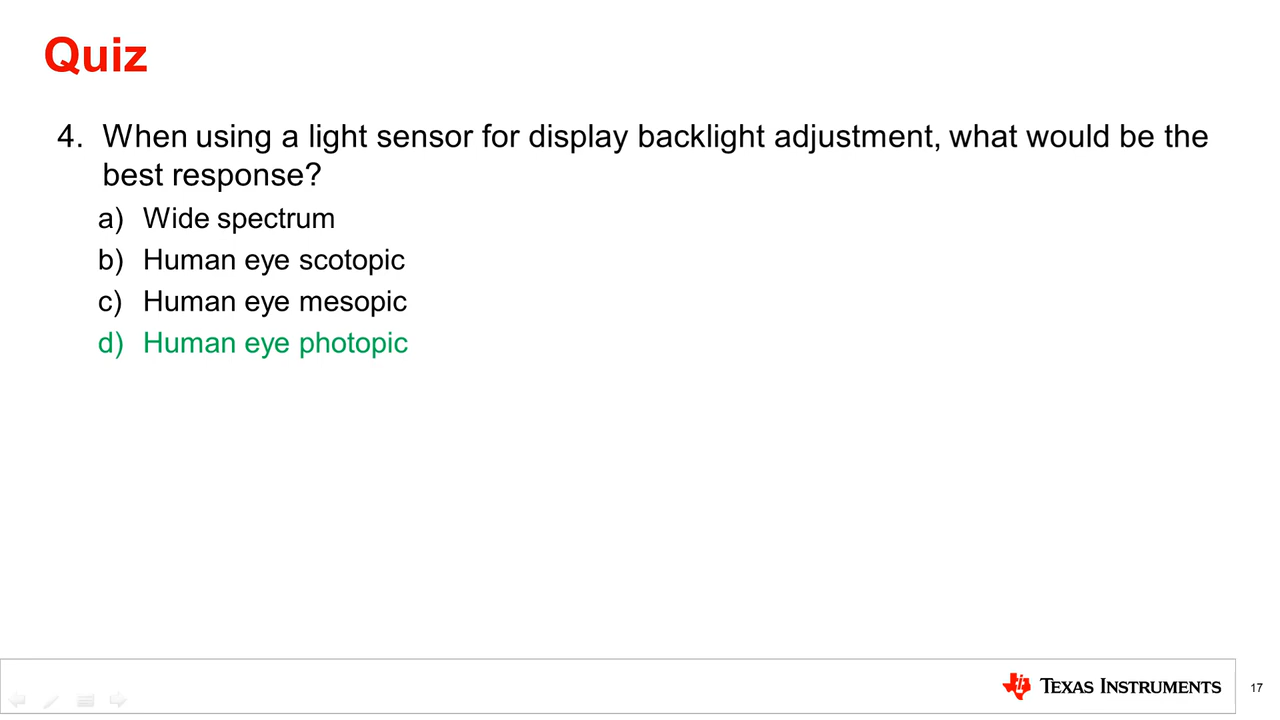 Quiz
4. When using a light sensor for display backlight adjustment, what would be the
best response?
a) Wide spectrum
b) Human eye scotopic
c) Human eye mesopic
d) Human eye photopic
TEXAS INSTRUMENTS
17